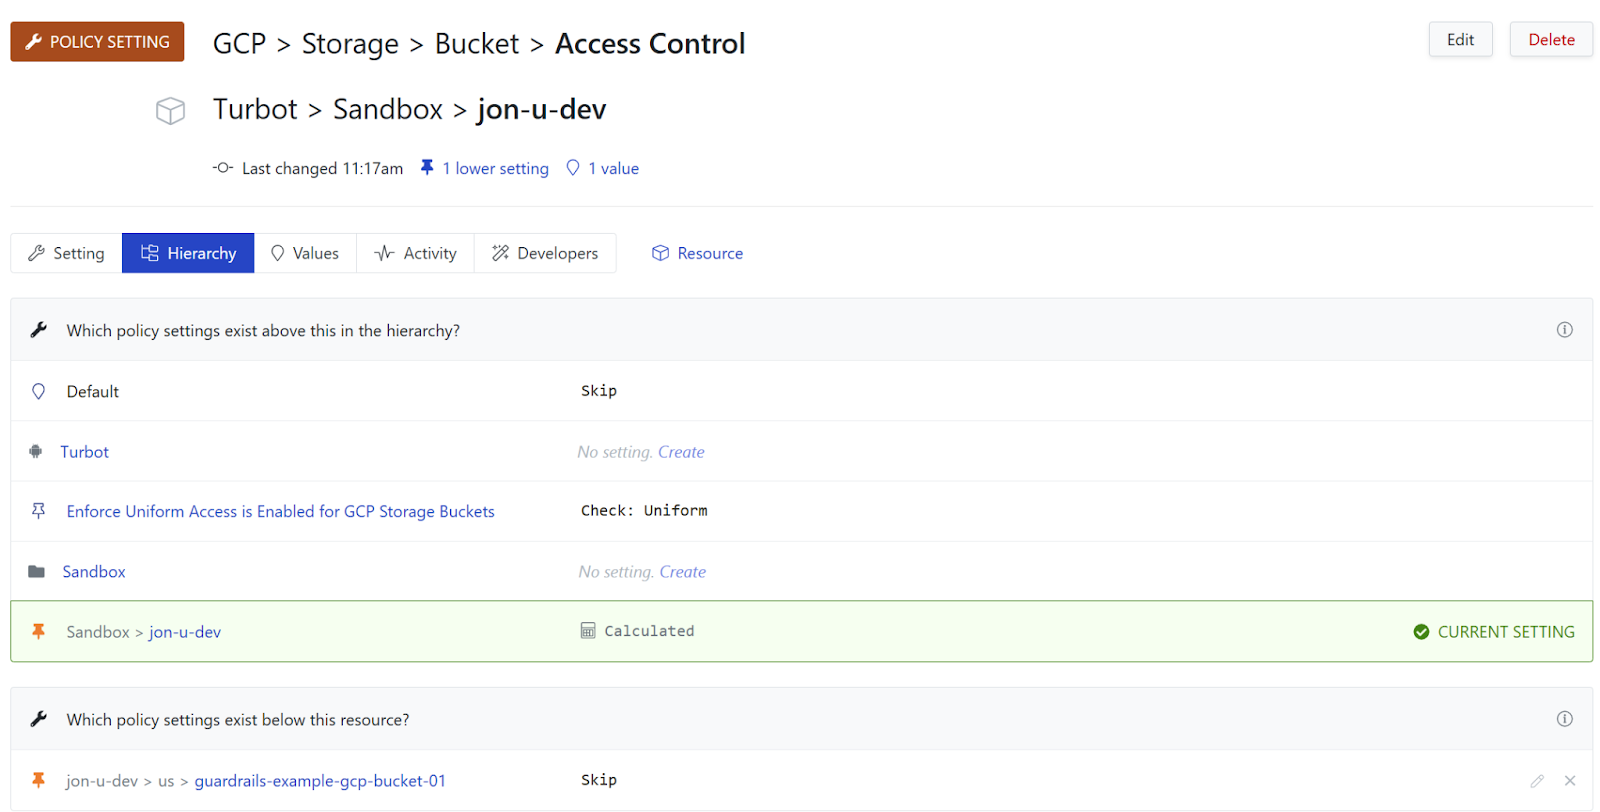 POLICY SETTING
GCP > Storage > Bucket > Access Control
Edit
Delete
Turbot > Sandbox > jon-u-dev
Last changed 11:17am 1 lower setting 1 value
Setting Hierarchy Values Activity Developers Resource
Which policy settings exist above this in the hierarchy?
Default Skip
Turbot No setting. Create
Enforce Uniform Access is Enabled for GCP Storage Buckets Check: Uniform
Sandbox No setting. Create
Sandbox > jon-u-dev Calculated CURRENT SETTING
Which policy settings exist below this resource?
jon-u-dev > us > guardrails-example-gcp-bucket-01 Skip